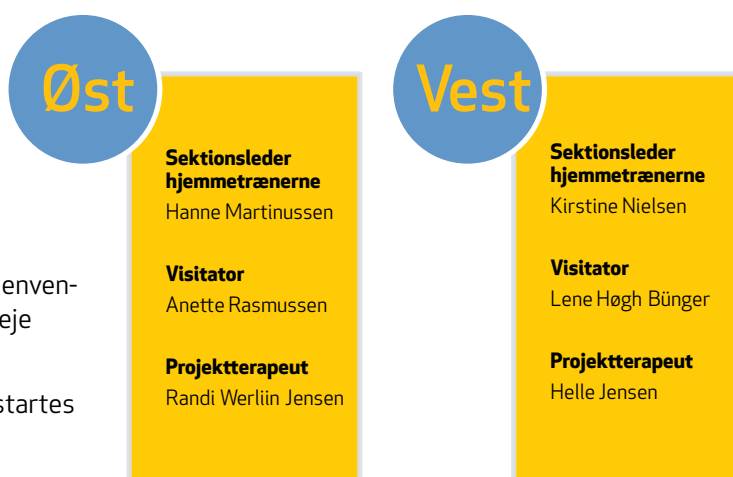 Øst
Sektionsleder
hjemmetrænerne
Hanne Martinussen
Visitator
Anette Rasmussen
Projektterapeut
Randi Werliin Jensen
Vest
Sektionsleder
hjemmetrænerne
Kirstine Nielsen
Visitator
Lene Høgh Bünger
Projektterapeut
Helle Jensen
enven-
eje
startes